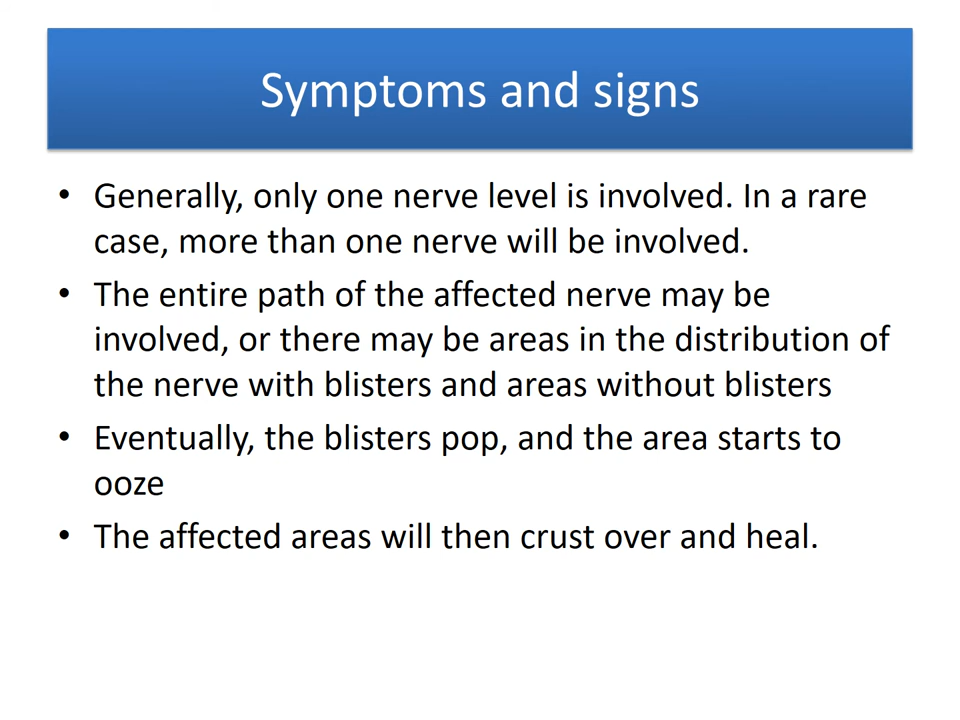 Symptoms and signs
• Generally, only one nerve level is involved. In a rare
case, more than one nerve will be involved.
• The entire path of the affected nerve may be
involved, or there may be areas in the distribution of
the nerve with blisters and areas without blisters
• Eventually, the blisters pop, and the area starts to
ooze
• The affected areas will then crust over and heal.